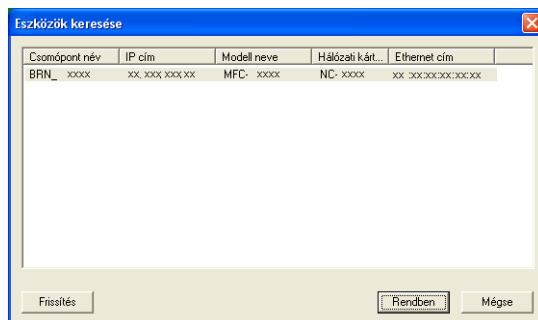 Eszközök keresése
Csomópont név IP cím Modell neve Hálózati kárt... Ethernet cím
BRN_ xxxx xx, xxx, xxx, xx MFC- xxxx NC- xxxx xx :xx:xx:xx:xx:xx
Frissítés Rendben Mégse